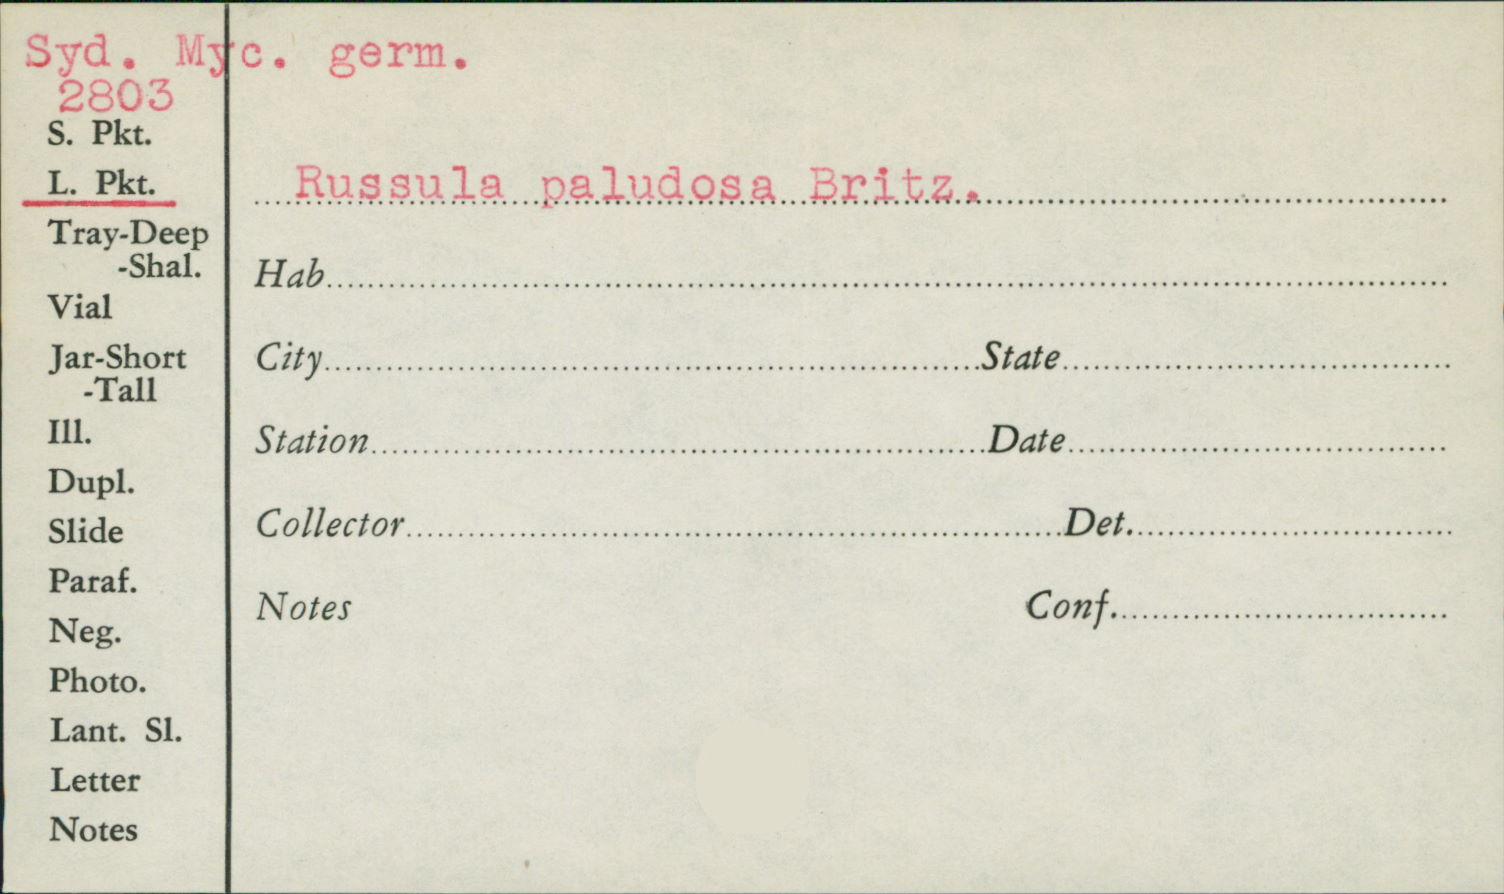 Syd. Myc. germ.
2803
S. Pkt.
L. Pkt.
Tray-Deep
-Shal.
Vial
Jar-Short
-Tall
Ill.
Dupl.
Slide
Paraf.
Neg.
Photo.
Lant. Sl.
Letter
Notes
Russula paludosa Britz.
Hab
City State
Station Date
Collector Det.
Notes Conf.